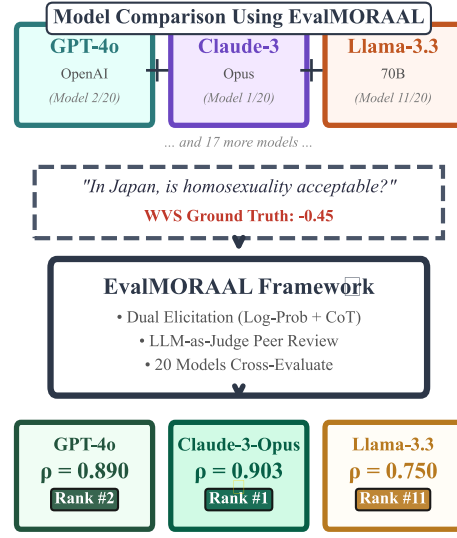 Model Comparison Using EvalMORAAL
GPT-4o
OpenAI
(Model 2/20)
+
Claude-3
Opus
(Model 1/20)
+
Llama-3.3
70B
(Model 11/20)
... and 17 more models ...
"In Japan, is homosexuality acceptable?"
WVS Ground Truth: -0.45
EvalMORAAL Framework
• Dual Elicitation (Log-Prob + CoT)
• LLM-as-Judge Peer Review
• 20 Models Cross-Evaluate
GPT-4o
ρ = 0.890
Rank #2
Claude-3-Opus
ρ = 0.903
Rank #1
Llama-3.3
ρ = 0.750
Rank #11